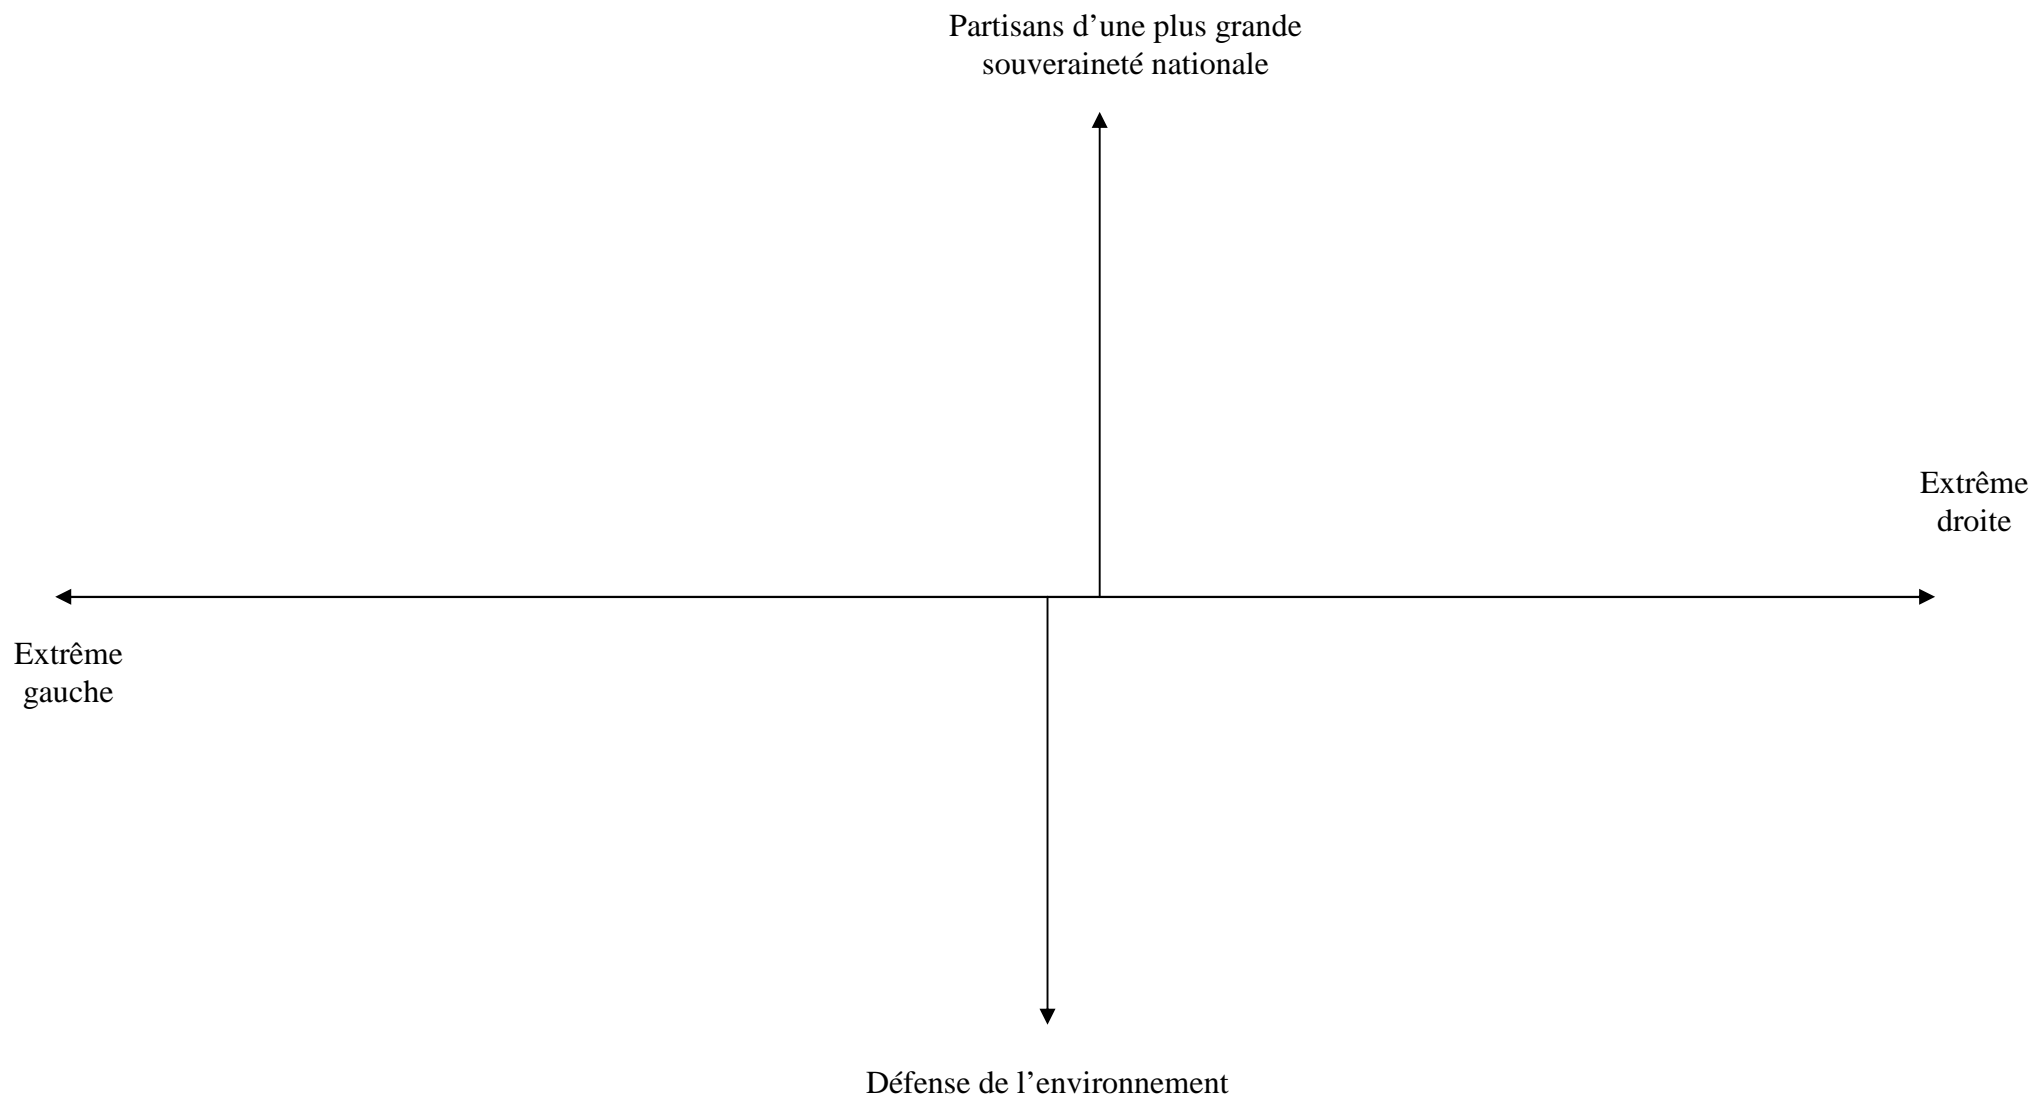 Partisans d’une plus grande
souveraineté nationale
Extrême
droite
Extrême
gauche
Défense de l’environnement